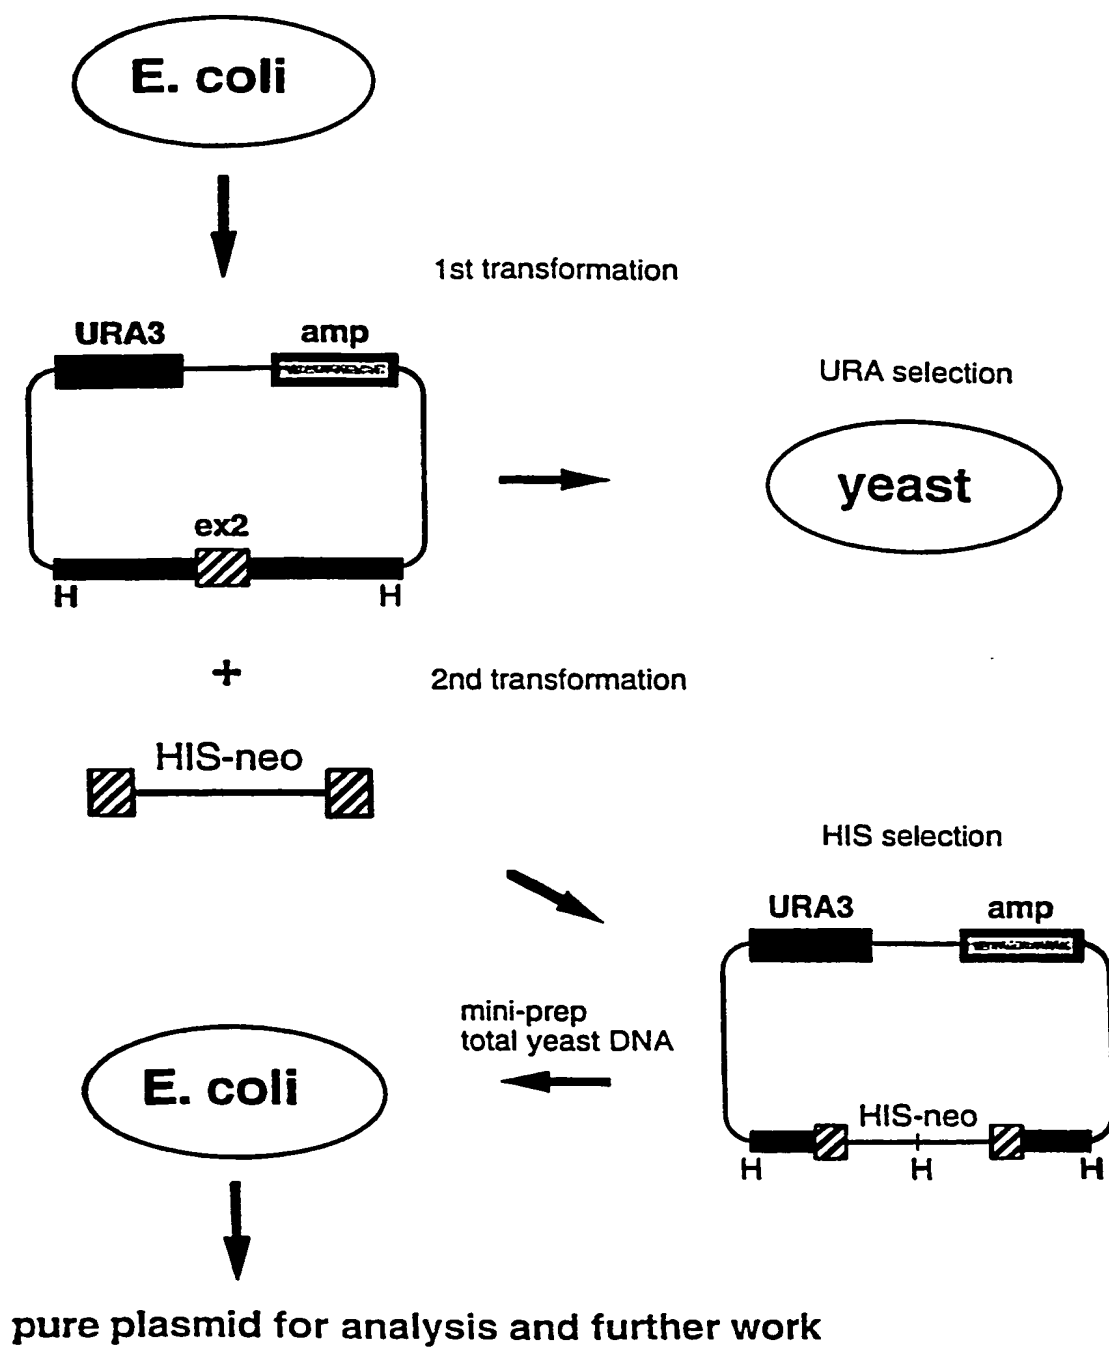 E. coli
1st transformation
URA3
amp
URA selection
yeast
ex2
H
H
+
2nd transformation
HIS-neo
HIS selection
URA3
amp
mini-prep
total yeast DNA
E. coli
HIS-neo
H
H
H
pure plasmid for analysis and further work